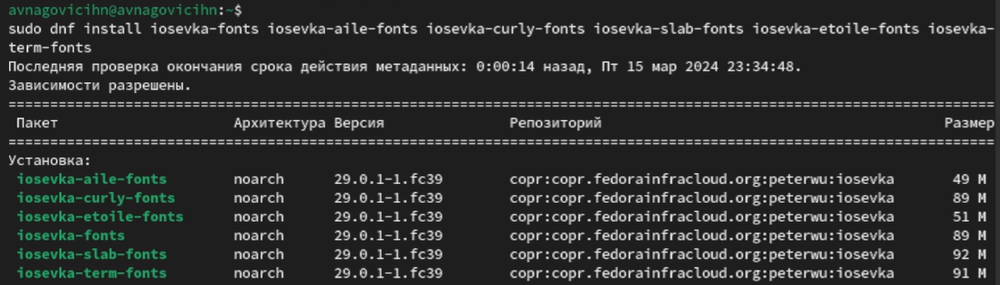 avnagovicihn@avnagovicihn:~$
sudo dnf install iosevka-fonts iosevka-aile-fonts iosevka-curly-fonts iosevka-slab-fonts iosevka-etoile-fonts iosevka-
term-fonts
Последняя проверка окончания срока действия метаданных: 0:00:14 назад, Пт 15 мар 2024 23:34:48.
Зависимости разрешены.
================================================================================
Пакет Архитектура Версия Репозиторий Размер
================================================================================
Установка:
iosevka-aile-fonts noarch 29.0.1-1.fc39 copr:copr.fedorainfracloud.org:peterwu:iosevka 49 M
iosevka-curly-fonts noarch 29.0.1-1.fc39 copr:copr.fedorainfracloud.org:peterwu:iosevka 89 M
iosevka-etoile-fonts noarch 29.0.1-1.fc39 copr:copr.fedorainfracloud.org:peterwu:iosevka 51 M
iosevka-fonts noarch 29.0.1-1.fc39 copr:copr.fedorainfracloud.org:peterwu:iosevka 89 M
iosevka-slab-fonts noarch 29.0.1-1.fc39 copr:copr.fedorainfracloud.org:peterwu:iosevka 92 M
iosevka-term-fonts noarch 29.0.1-1.fc39 copr:copr.fedorainfracloud.org:peterwu:iosevka 91 M